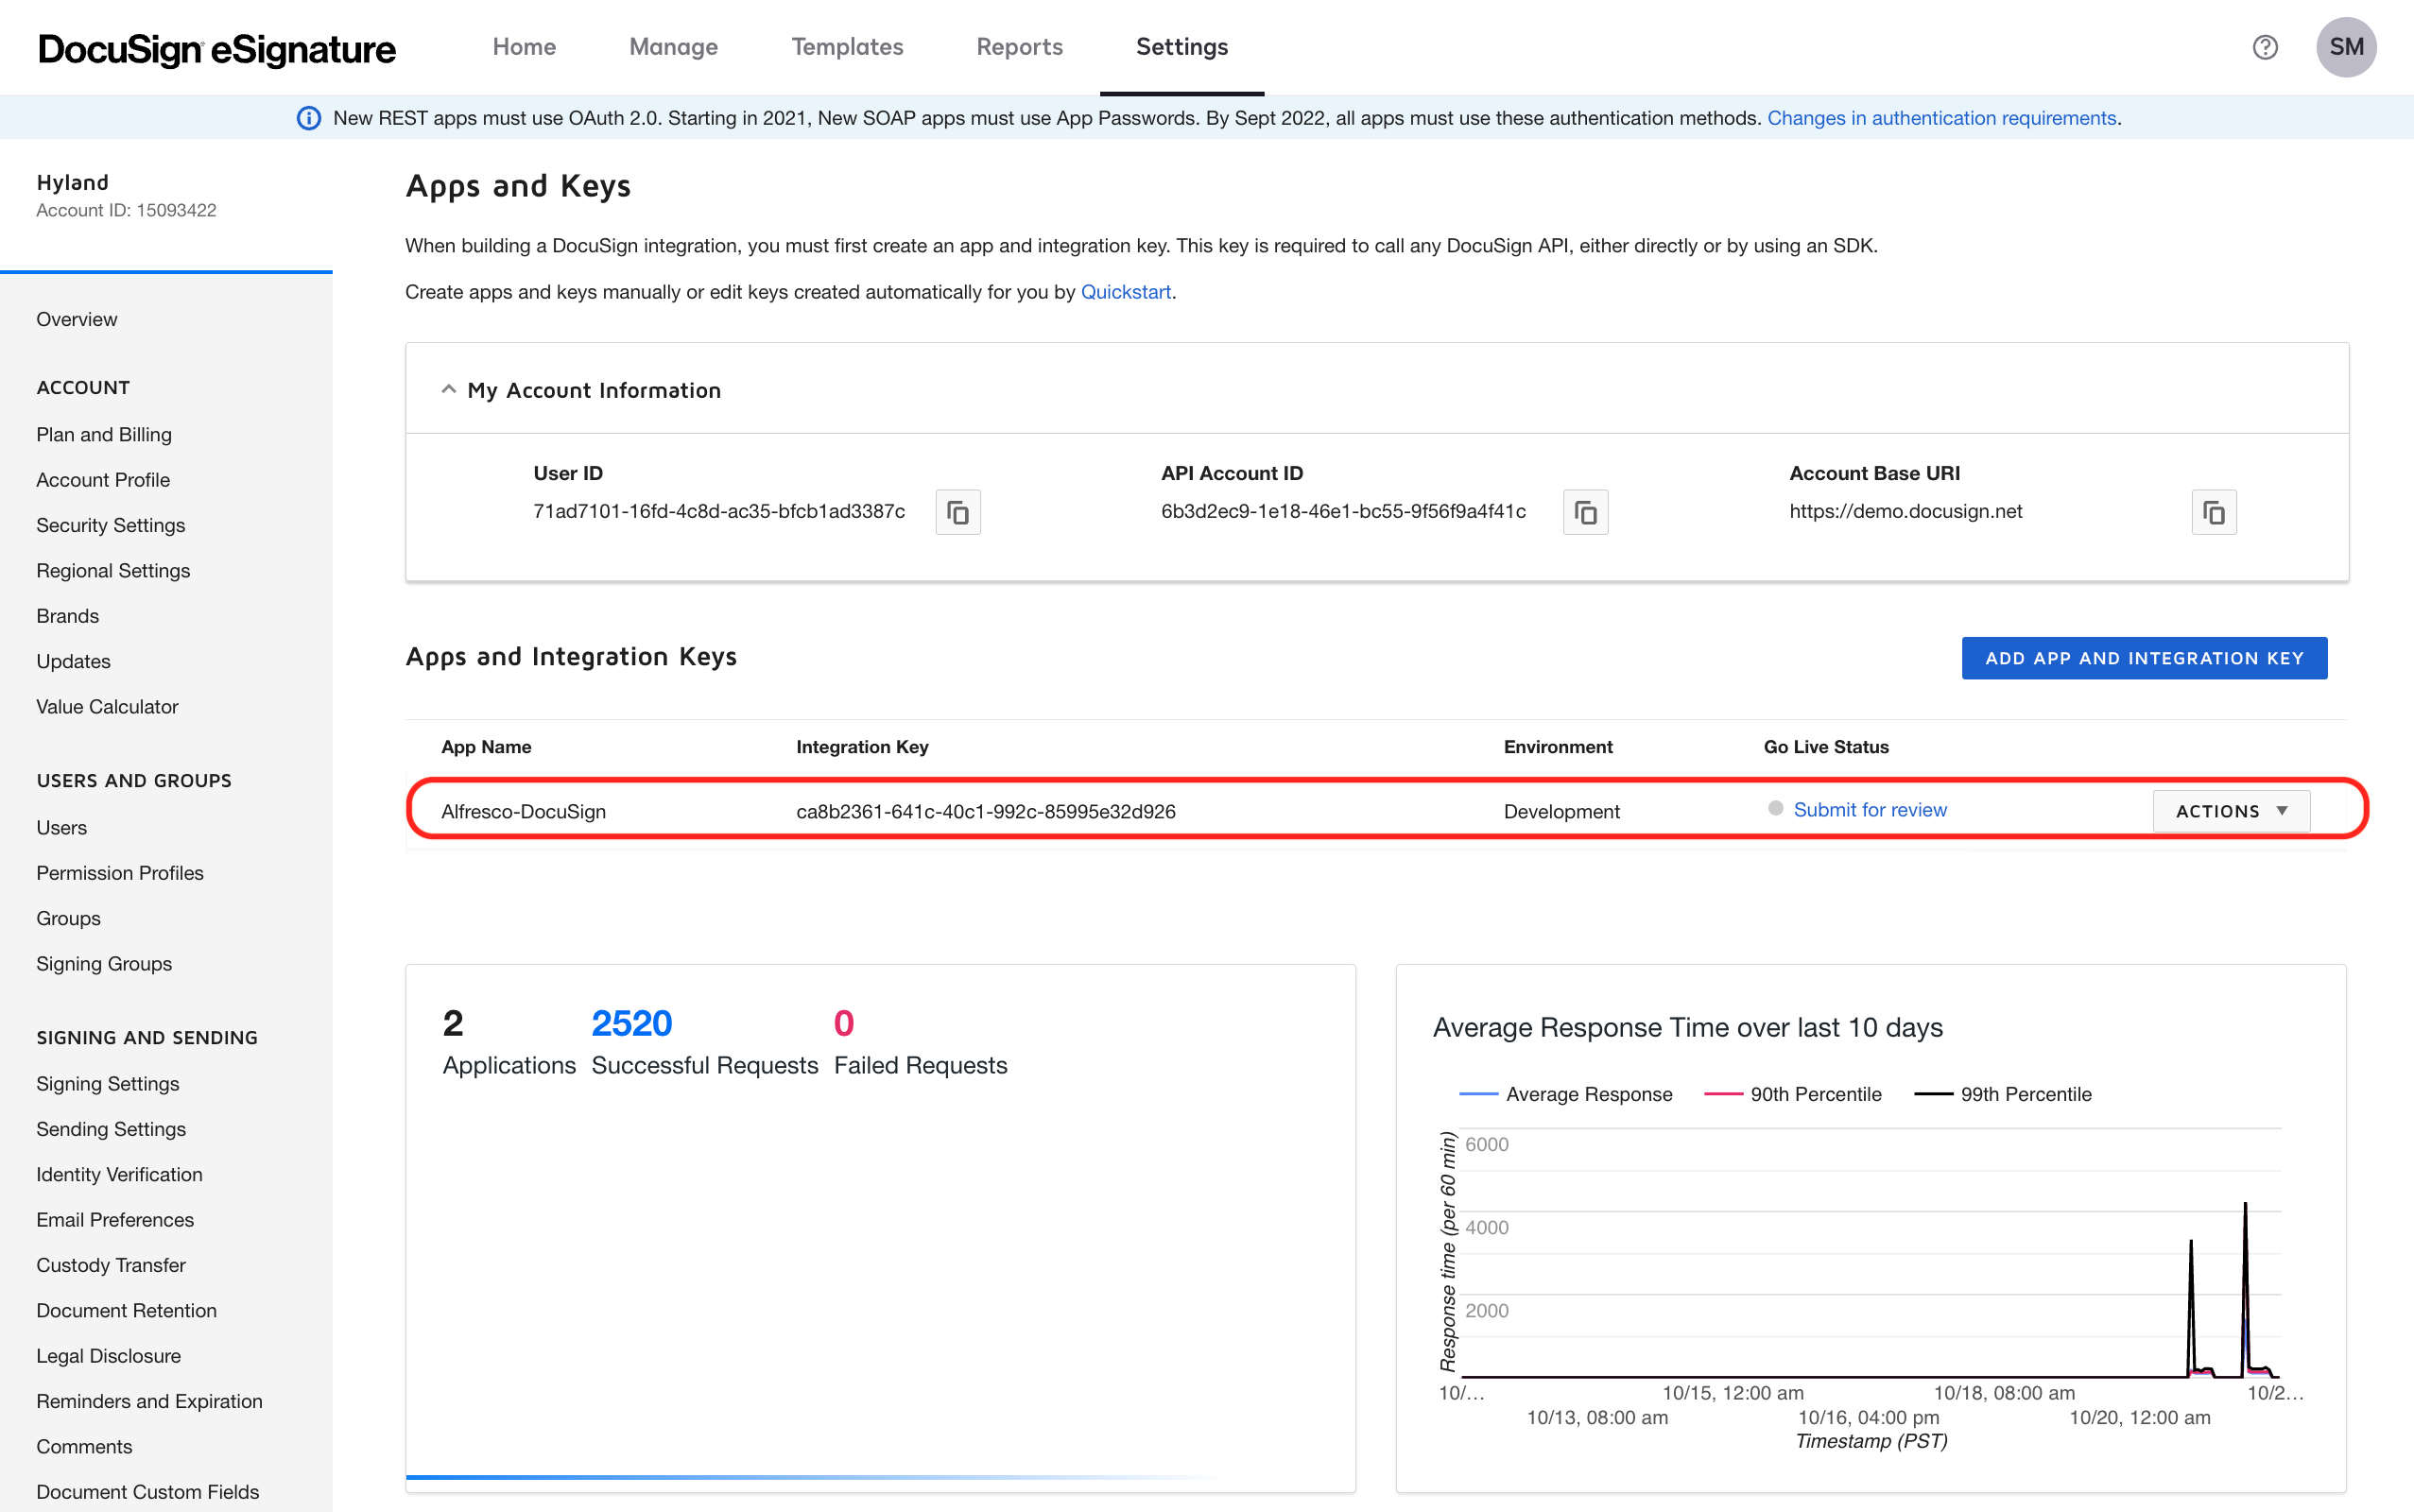 DocuSign eSignature
Home Manage Templates Reports Settings
SM
New REST apps must use OAuth 2.0. Starting in 2021, New SOAP apps must use App Passwords. By Sept 2022, all apps must use these authentication methods. Changes in authentication requirements.
Hyland
Account ID: 15093422
Overview
ACCOUNT
Plan and Billing
Account Profile
Security Settings
Regional Settings
Brands
Updates
Value Calculator
USERS AND GROUPS
Users
Permission Profiles
Groups
Signing Groups
SIGNING AND SENDING
Signing Settings
Sending Settings
Identity Verification
Email Preferences
Custody Transfer
Document Retention
Legal Disclosure
Reminders and Expiration
Comments
Document Custom Fields
Apps and Keys
When building a DocuSign integration, you must first create an app and integration key. This key is required to call any DocuSign API, either directly or by using an SDK.
Create apps and keys manually or edit keys created automatically for you by Quickstart.
My Account Information
User ID API Account ID Account Base URI
71ad7101-16fd-4c8d-ac35-bfcb1ad3387c 6b3d2ec9-1e18-46e1-bc55-9f56f9a4f41c https://demo.docusign.net
Apps and Integration Keys
ADD APP AND INTEGRATION KEY
App Name Integration Key Environment Go Live Status
Alfresco-DocuSign ca8b2361-641c-40c1-992c-85995e32d926 Development Submit for review ACTIONS
2 2520 0
Applications Successful Requests Failed Requests
Average Response Time over last 10 days
Average Response 90th Percentile 99th Percentile
Response time (per 60 min)
6000
4000
2000
10/... 10/15, 12:00 am 10/18, 08:00 am 10/2...
10/13, 08:00 am 10/16, 04:00 pm 10/20, 12:00 am
Timestamp (PST)